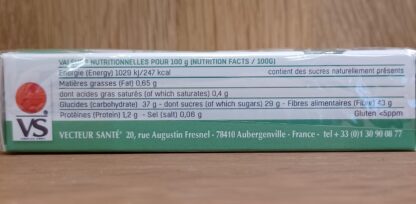 NUTRITIONNELLES POUR 100 g (NUTRITION FACTS / 100G)
Energie (Energy) 1029 kj/247 kcal contient des sucres naturellement présents
Matières grasses (Fat) 0,65 g
dont acides gras saturés (of which saturates) 0,4 g
Glucides (carbohydrate) 37 g - dont sucres (of which sugars) 29 g - Fibres alimentaires (Fibre) 43 g
Protéines (Protein) 1,2 g - Sel (salt) 0,06 g Gluten <5ppm
VS
VECTEUR SANTÉ® 20, rue Augustin Fresnel - 78410 Aubergenville - France - tel + 33 (0)1 30 90 08 77